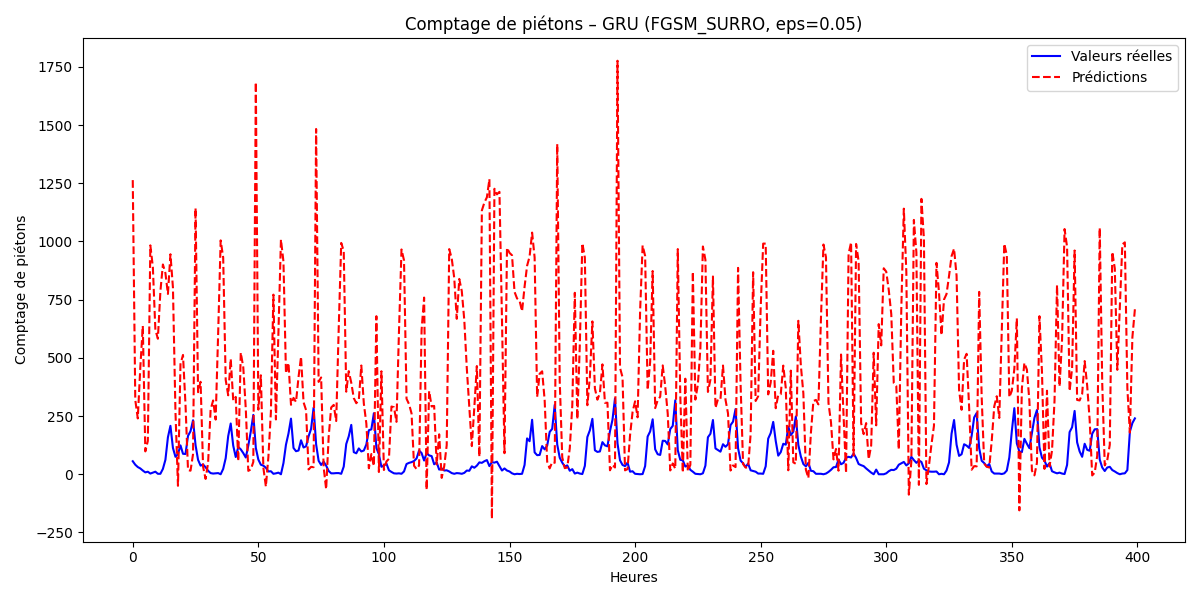 Comptage de piétons – GRU (FGSM_SURRO, eps=0.05)
Valeurs réelles
Prédictions
Comptage de piétons
1750
1500
1250
1000
750
500
250
0
−250
0 50 100 150 200 250 300 350 400
Heures